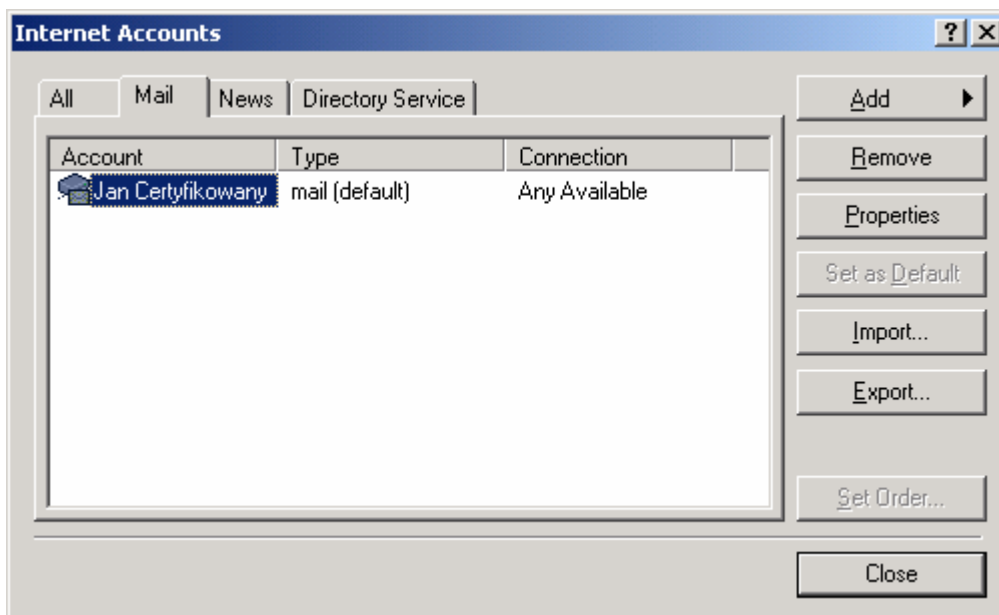 Internet Accounts
All Mail News Directory Service
Add
Account Type Connection
Remove
Jan Certyfikowany mail (default) Any Available
Properties
Set as Default
Import...
Export...
Set Order...
Close